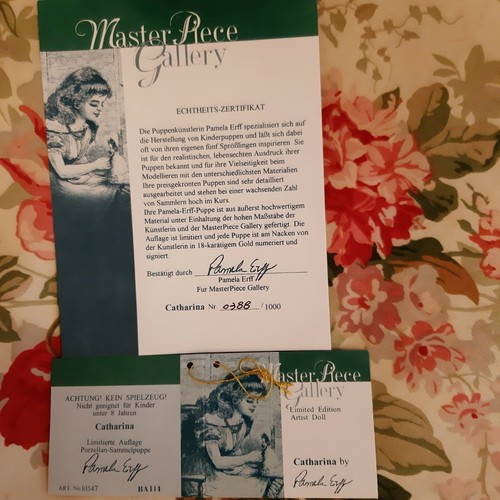 MasterPiece
Gallery
ECHTHEITS-ZERTIFIKAT
Die Puppenkünstlerin Pamela Erff spezialisiert sich auf
die Herstellung von Kinderpuppen und läßt sich dabei
oft von ihren eigenen fünf Sprößlingen inspirieren. Sie
ist für den realistischen, lebensechten Ausdruck ihrer
Puppen bekannt und für ihre Vielseitigkeit beim
Modellieren mit den unterschiedlichsten Materialien
Ihre preisgekrönten Puppen sind sehr detailliert
ausgearbeitet und stehen bei einer wachsenden Zahl
von Sammlern hoch im Kurs.
Ihre Pamela-Erff-Puppe ist aus äußerst hochwertigem
Material unter Einhaltung der hohen Maßstäbe der
Künstlerin und der MasterPiece Gallery gefertigt. Die
Auflage ist limitiert und jede Puppe ist am Nacken von
der Künstlerin in 18-karätigem Gold numeriert und
signiert.
Bestätigt durch Pamela Erff
Pamela Erff
Fur MasterPiece Gallery
Catharina Nr. 0388 /1000
ACHTUNG! KEIN SPIELZEUG!
Nicht geeignet für Kinder
unter 8 Jahren
Catharina
Limitierte Auflage
Porzellan-Sammelpuppe
Pamela Erff
ART. No:01547 BA114
MasterPiece
Gallery
Limited Edition
Artist Doll
Catharina by
Pamela Erff